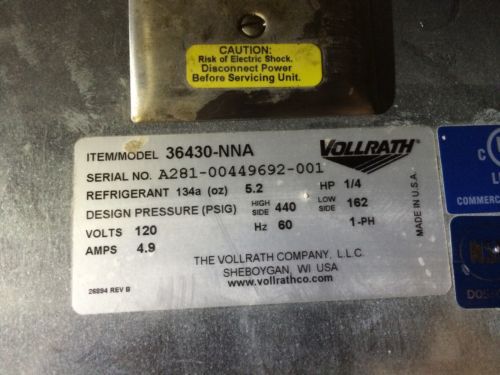 CAUTION:
Risk of Electric Shock.
Disconnect Power
Before Servicing Unit.
ITEM/MODEL 36430-NNA
VOLLRATH
SERIAL NO. A281-00449692-001
REFRIGERANT 134a (oz) 5.2 HP 1/4
DESIGN PRESSURE (PSIG) HIGH SIDE 440 LOW SIDE 162
VOLTS 120 Hz 60 1-PH
AMPS 4.9
MADE IN U.S.A.
THE VOLLRATH COMPANY, L.L.C.
SHEBOYGAN, WI USA
www.vollrathco.com
26894 REV B
C
COMMERC